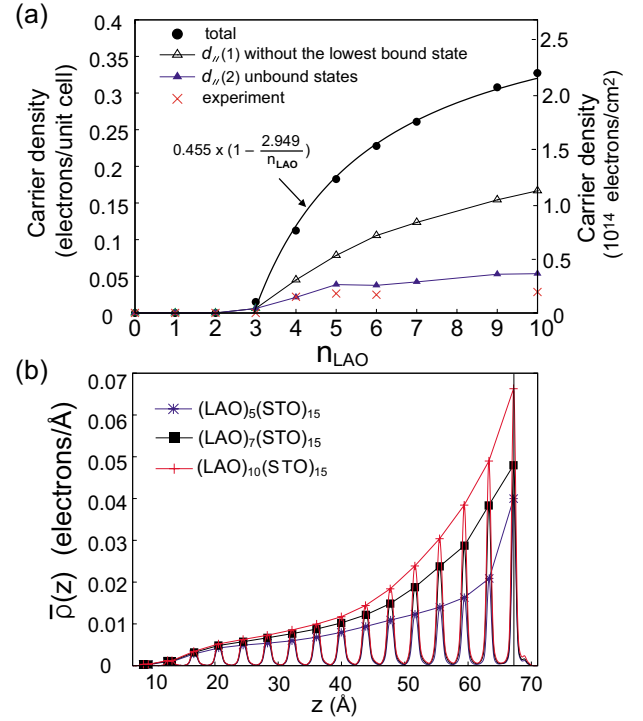 (a)
total
d//(1) without the lowest bound state
d//(2) unbound states
experiment
0.455 x (1 − 2.949/nLAO)
Carrier density
(electrons/unit cell)
0.4
0.35
0.3
0.25
0.2
0.15
0.1
0.05
0
2.5
2.0
1.5
1.0
0.5
0
Carrier density
(10^14 electrons/cm2)
0 1 2 3 4 5 6 7 8 9 10
nLAO
(b)
(LAO)5(STO)15
(LAO)7(STO)15
(LAO)10(STO)15
ρ̅(z) (electrons/Å)
0.07
0.06
0.05
0.04
0.03
0.02
0.01
0
10 20 30 40 50 60 70
z (Å)